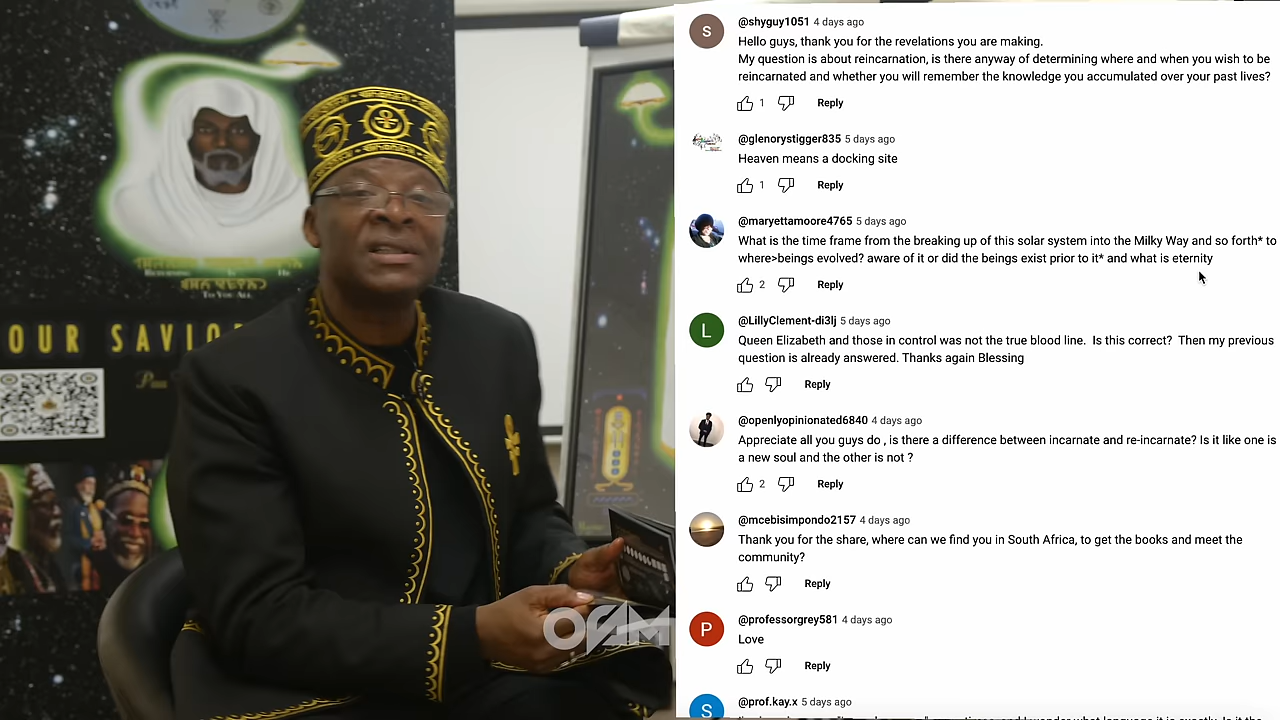 RETURNING IS HE
TO YOU ALL
OUR SAVIO
OFAM
@shyguy1051 4 days ago
Hello guys, thank you for the revelations you are making.
My question is about reincarnation, is there anyway of determining where and when you wish to be
reincarnated and whether you will remember the knowledge you accumulated over your past lives?
1 Reply
@glenorystigger835 5 days ago
Heaven means a docking site
1 Reply
@maryettamoore4765 5 days ago
What is the time frame from the breaking up of this solar system into the Milky Way and so forth* to
where>beings evolved? aware of it or did the beings exist prior to it* and what is eternity
2 Reply
@LillyClement-di3lj 5 days ago
Queen Elizabeth and those in control was not the true blood line.  Is this correct?  Then my previous
question is already answered. Thanks again Blessing
Reply
@openlyopinionated6840 4 days ago
Appreciate all you guys do , is there a difference between incarnate and re-incarnate? Is it like one is
a new soul and the other is not ?
2 Reply
@mcebisimpondo2157 4 days ago
Thank you for the share, where can we find you in South Africa, to get the books and meet the
community?
Reply
@professorgrey581 4 days ago
Love
Reply
@prof.kay.x 5 days ago